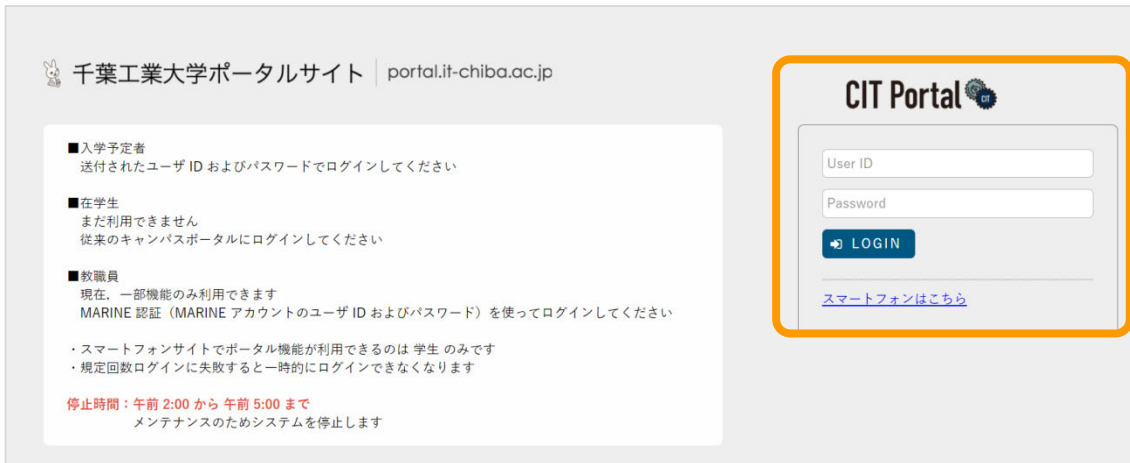 千葉工業大学ポータルサイト portal.it-chiba.ac.jp
■入学予定者
送付されたユーザ ID およびパスワードでログインしてください
■在学生
まだ利用できません
従来のキャンパスポータルにログインしてください
■教職員
現在，一部機能のみ利用できます
MARINE 認証（MARINE アカウントのユーザ ID およびパスワード）を使ってログインしてください
・スマートフォンサイトでポータル機能が利用できるのは 学生 のみです
・規定回数ログインに失敗すると一時的にログインできなくなります
停止時間：午前 2:00 から 午前 5:00 まで
メンテナンスのためシステムを停止します
CIT Portal
CIT
User ID
Password
LOGIN
スマートフォンはこちら